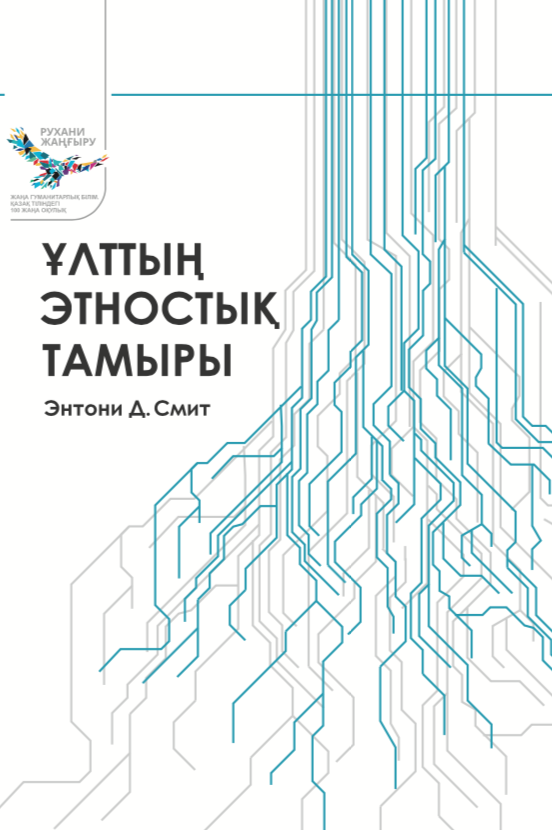 РУХАНИ
ЖАҢҒЫРУ
ЖАҢА ГУМАНИТАРЛЫҚ БІЛІМ.
ҚАЗАҚ ТІЛІНДЕГІ
100 ЖАҢА ОҚУЛЫҚ
ҰЛТТЫҢ
ЭТНОСТЫҚ
ТАМЫРЫ
Энтони Д. Смит